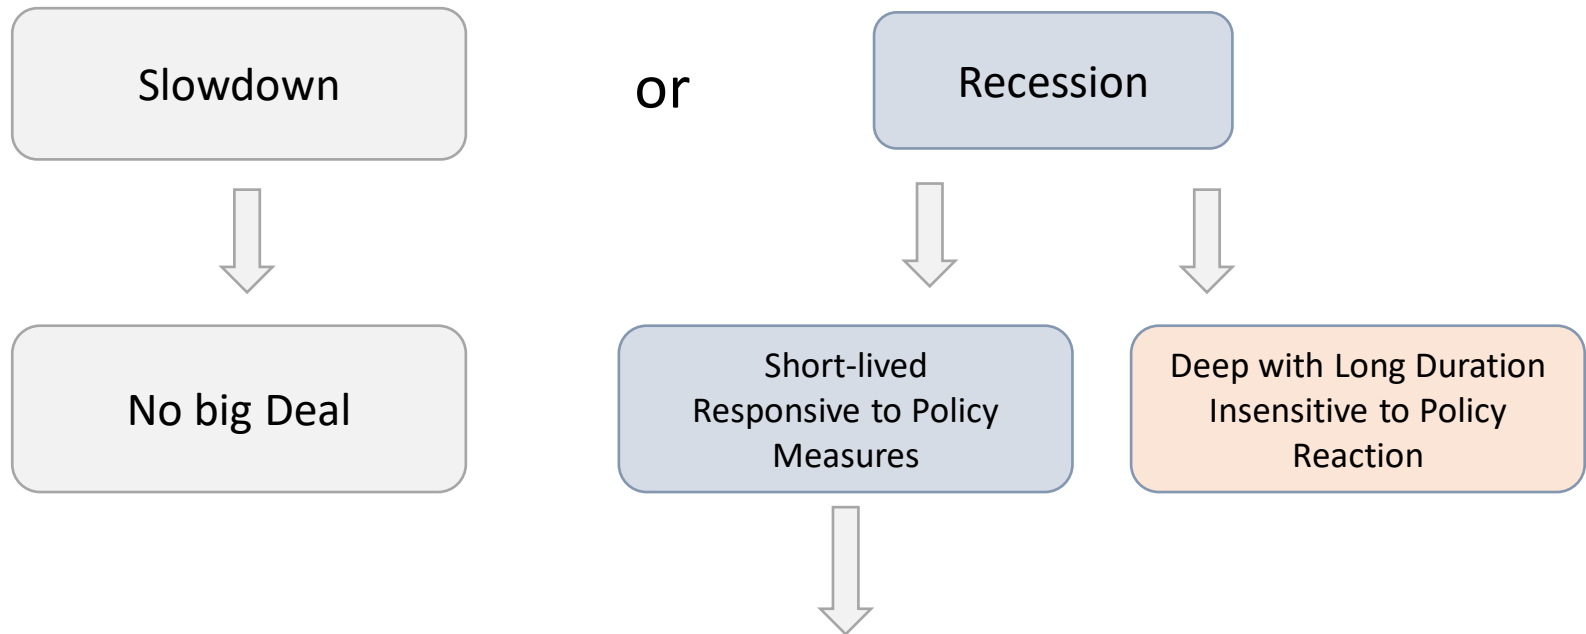 Slowdown
or
Recession
No big Deal
Short-lived
Responsive to Policy
Measures
Deep with Long Duration
Insensitive to Policy
Reaction